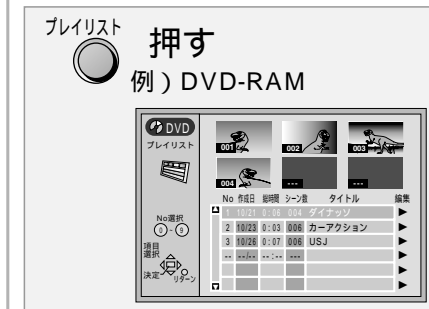 プレイリスト
押す
例）DVD-RAM
DVD
プレイリスト
No選択
0 - 9
項目
選択
決定
リターン
001 002 003
004 ---
No 作成日 総時間 シーン数 タイトル 編集
1 10/21 0:06 004 ダイナッソ
2 10/23 0:03 006 カーアクション
3 10/26 0:07 006 USJ
-- --/-- --:-- ---